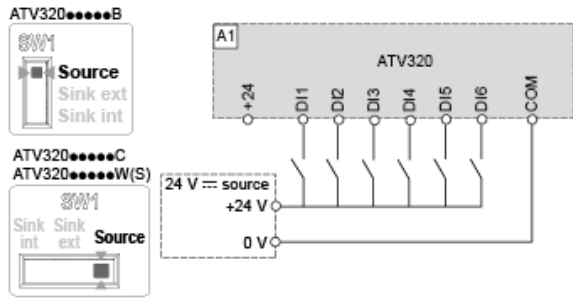 ATV320●●●●●B
SW1
Source
Sink ext
Sink int
ATV320●●●●●C
ATV320●●●●●W(S)
SW1
Sink int
Sink ext
Source
A1
ATV320
+24
DI1
DI2
DI3
DI4
DI5
DI6
COM
24 V ⎓ source
+24 V
0 V